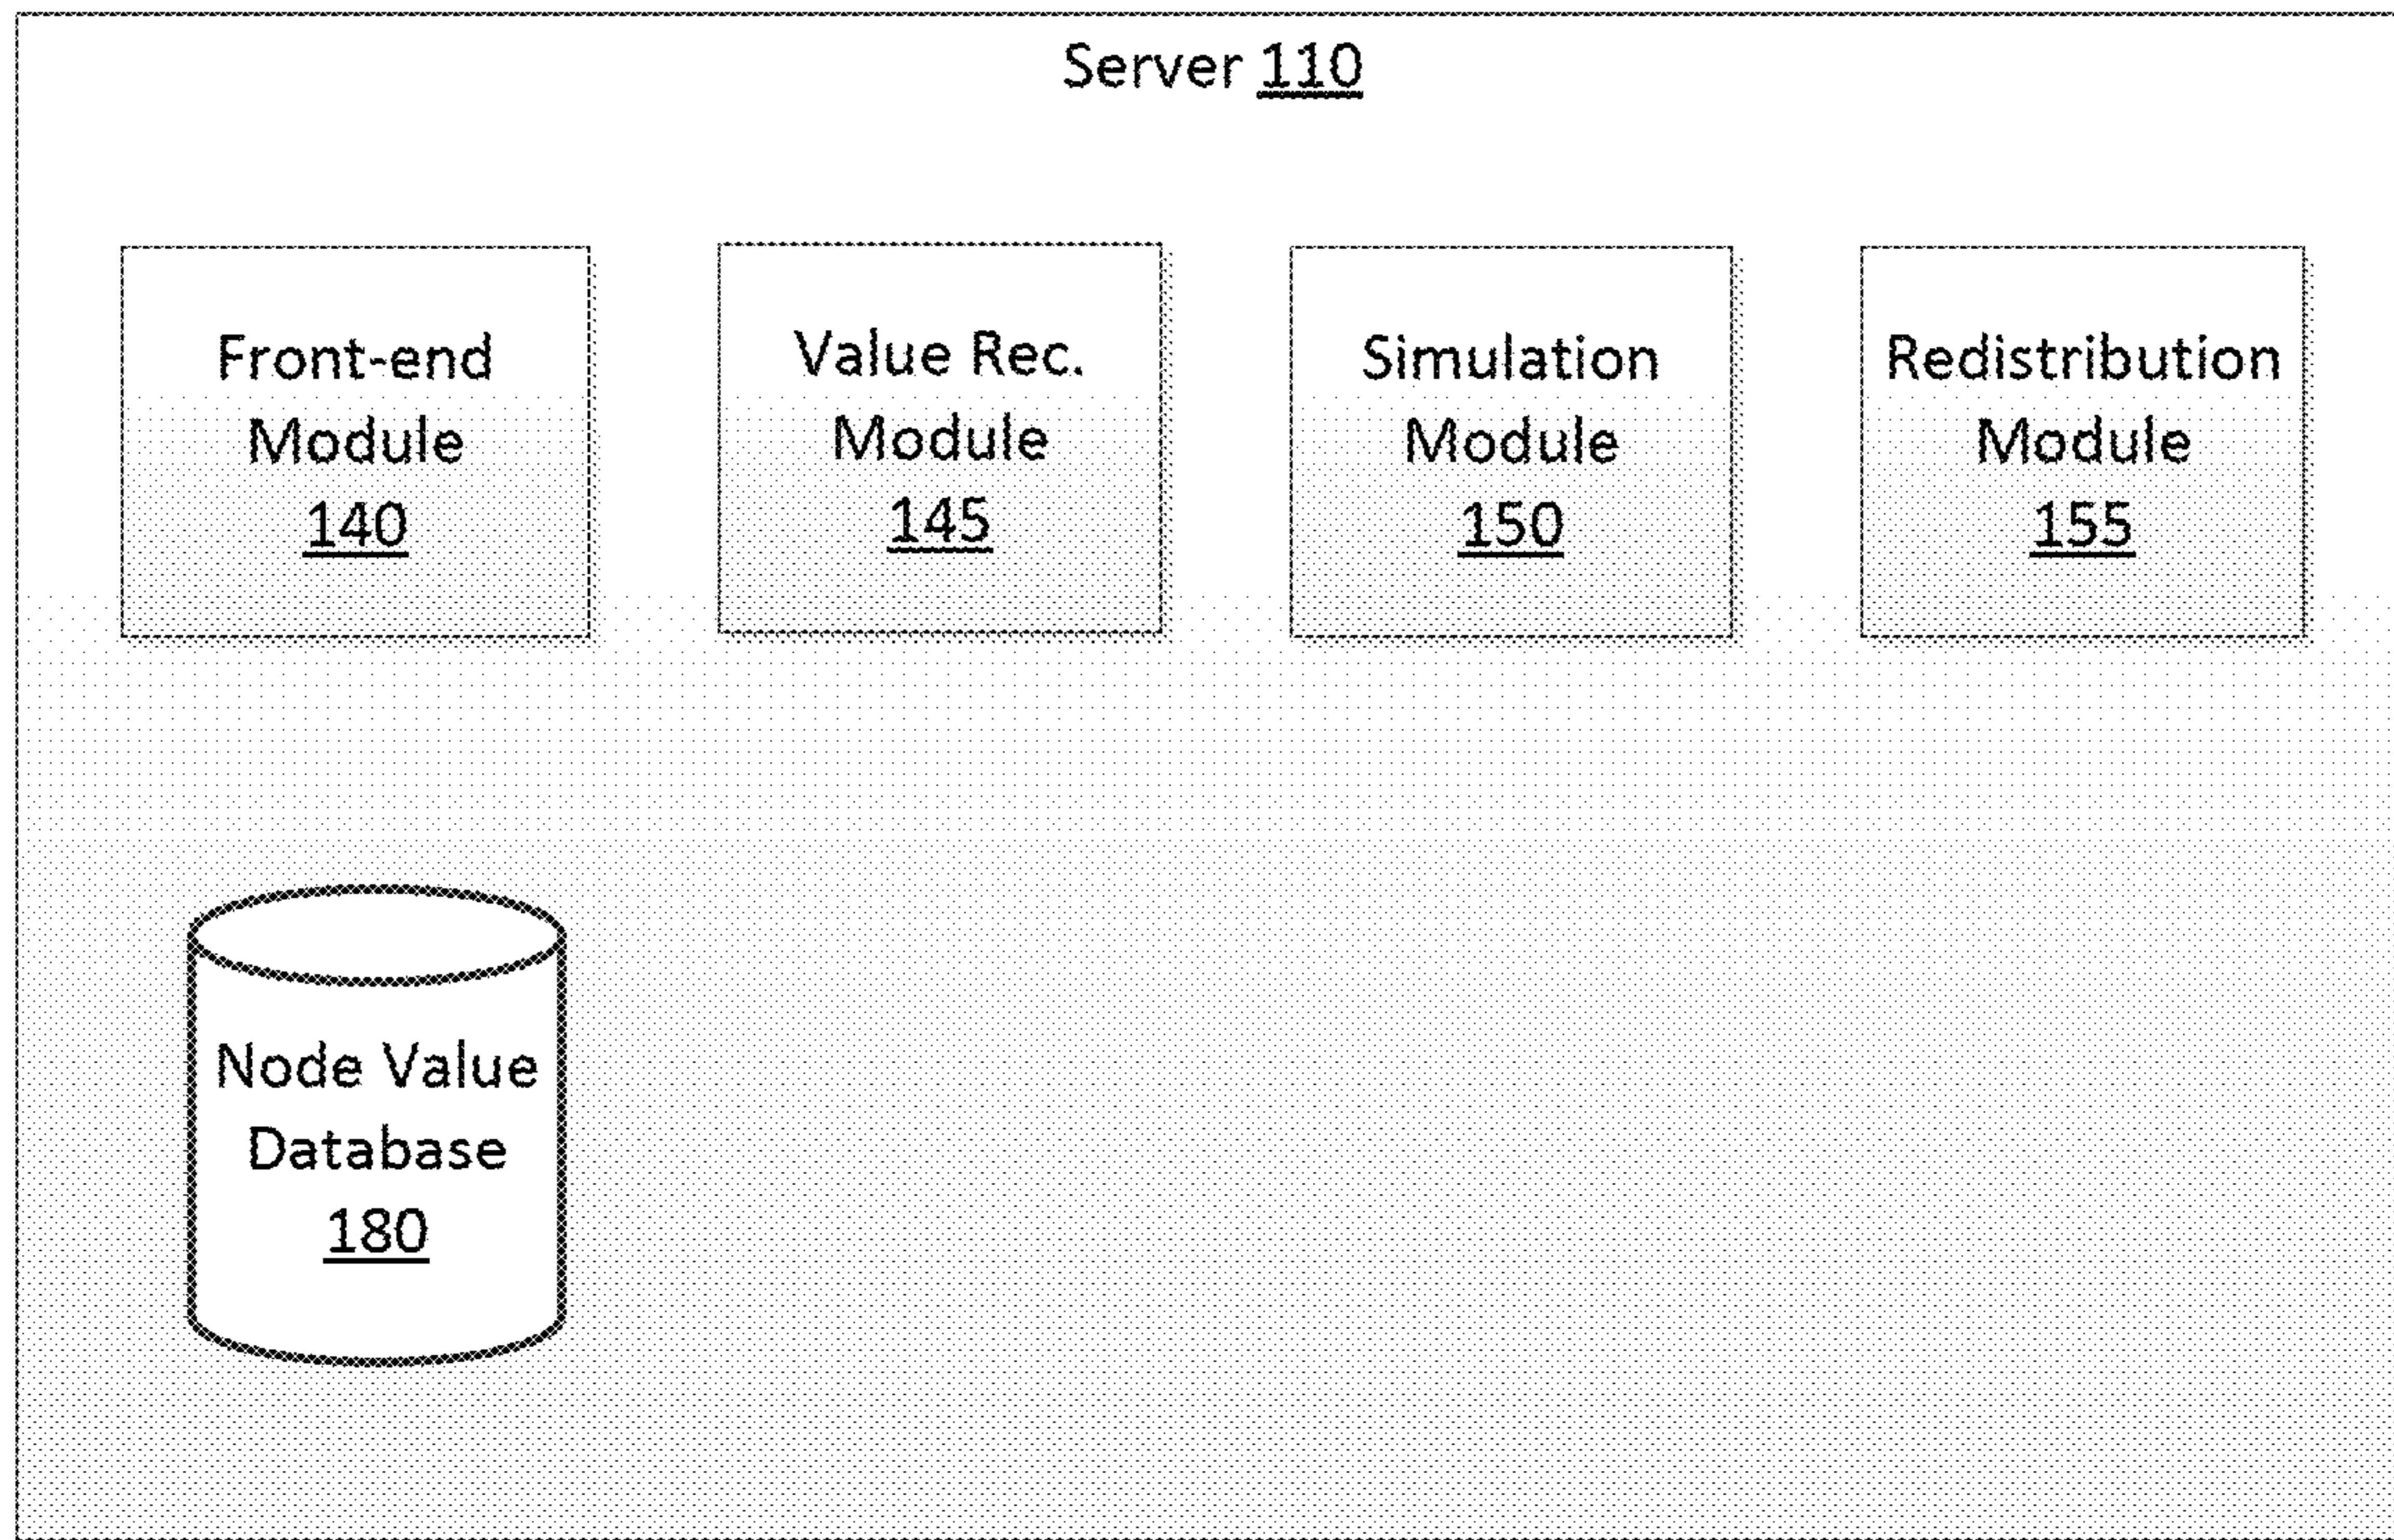 Server 110
Front-end
Module
140
Value Rec.
Module
145
Simulation
Module
150
Redistribution
Module
155
Node Value
Database
180